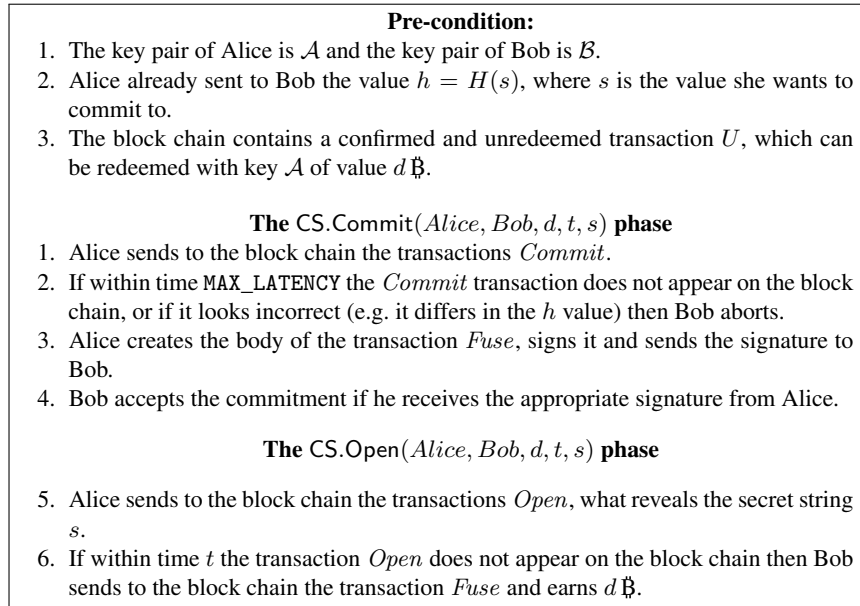 Pre-condition:
1. The key pair of Alice is 𝒜 and the key pair of Bob is ℬ.
2. Alice already sent to Bob the value h = H(s), where s is the value she wants to
commit to.
3. The block chain contains a confirmed and unredeemed transaction U, which can
be redeemed with key 𝒜 of value d ₿.
The CS.Commit(Alice, Bob, d, t, s) phase
1. Alice sends to the block chain the transactions Commit.
2. If within time MAX_LATENCY the Commit transaction does not appear on the block
chain, or if it looks incorrect (e.g. it differs in the h value) then Bob aborts.
3. Alice creates the body of the transaction Fuse, signs it and sends the signature to
Bob.
4. Bob accepts the commitment if he receives the appropriate signature from Alice.
The CS.Open(Alice, Bob, d, t, s) phase
5. Alice sends to the block chain the transactions Open, what reveals the secret string
s.
6. If within time t the transaction Open does not appear on the block chain then Bob
sends to the block chain the transaction Fuse and earns d ₿.